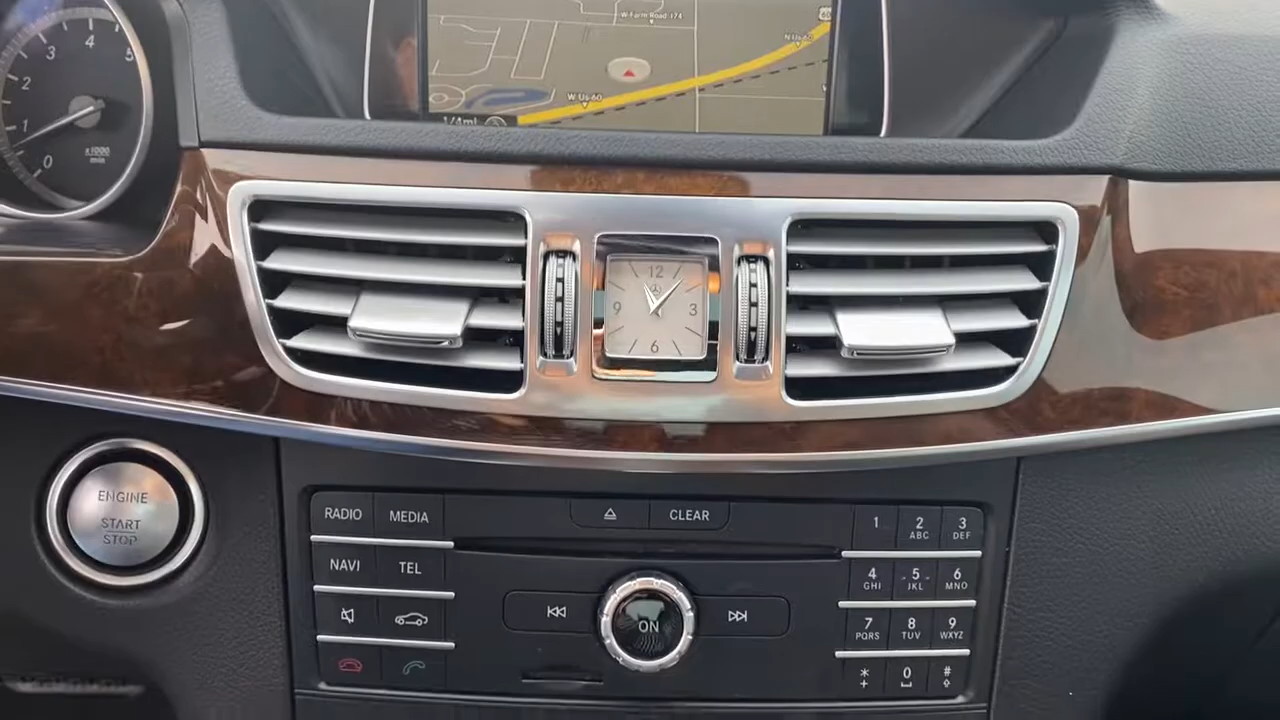 W Farm Road 174
60
N Us 60
W Us 60
1/4mi
5
4
3
2
1
0
x1000
min
12
9
3
6
ENGINE
START
STOP
RADIO
MEDIA
CLEAR
NAVI
TEL
ON
1
2
ABC
3
DEF
4
GHI
5
JKL
6
MNO
7
PQRS
8
TUV
9
WXYZ
*
+
0
#